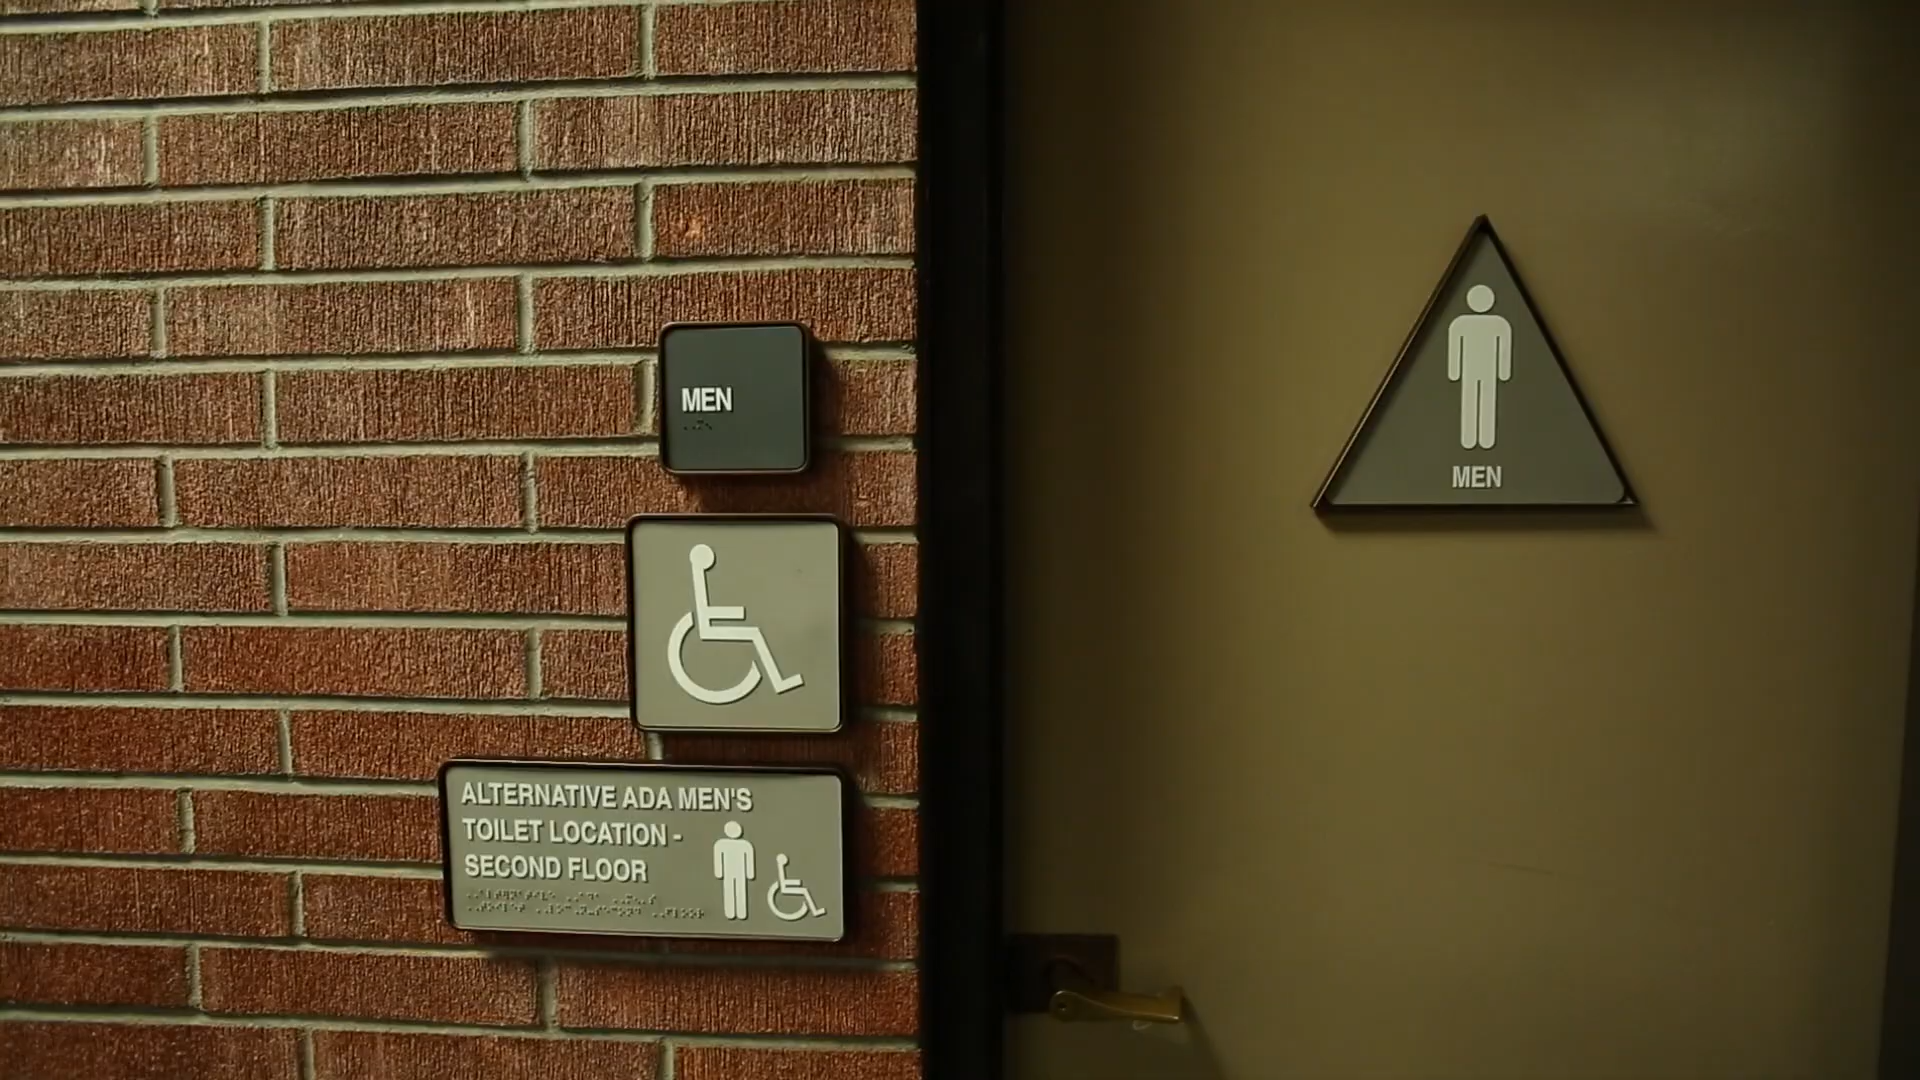 MEN
MEN
ALTERNATIVE ADA MEN'S
TOILET LOCATION -
SECOND FLOOR